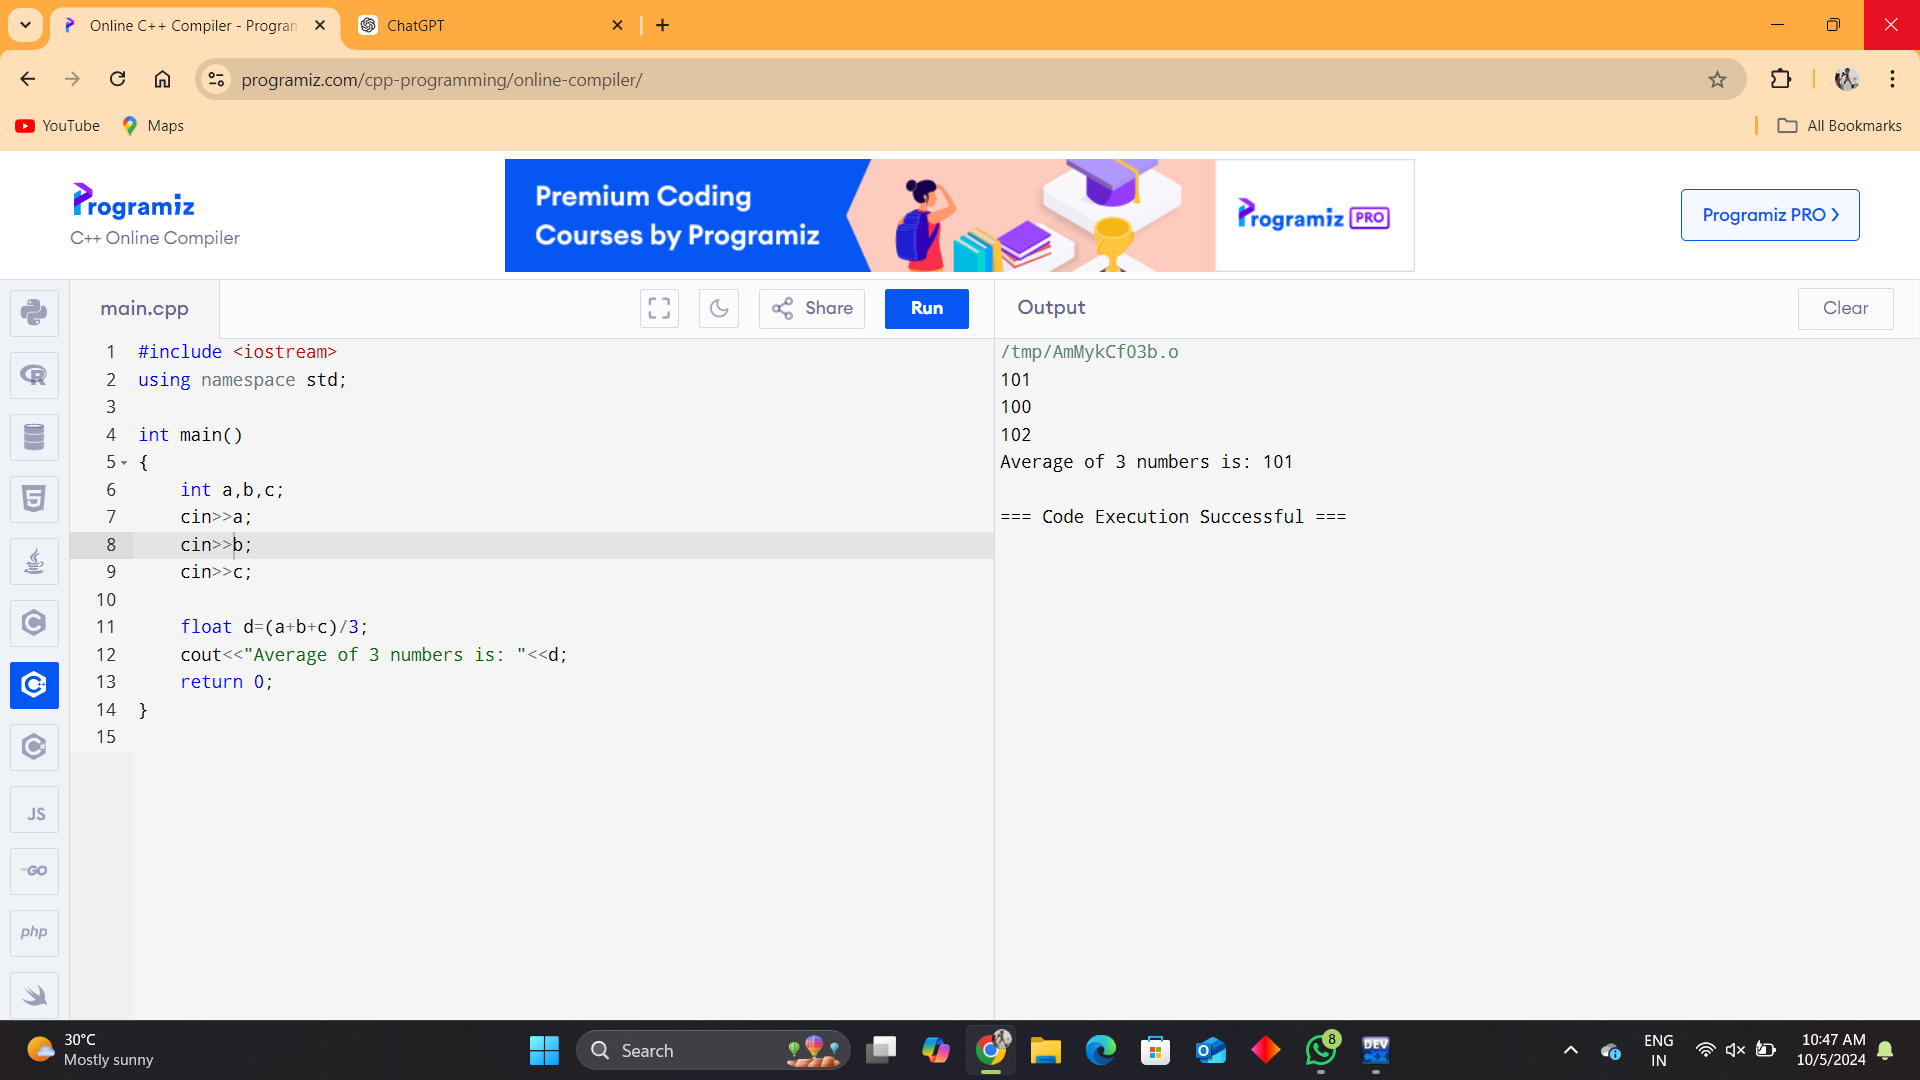 Online C++ Compiler - Program
ChatGPT
programiz.com/cpp-programming/online-compiler/
YouTube
Maps
All Bookmarks
Programiz
C++ Online Compiler
Premium Coding
Courses by Programiz
Programiz PRO
Programiz PRO >
main.cpp
Share
Run
Output
Clear
1 #include <iostream>
2 using namespace std;
3
4 int main()
5 {
6 int a,b,c;
7 cin>>a;
8 cin>>b;
9 cin>>c;
10
11 float d=(a+b+c)/3;
12 cout<<"Average of 3 numbers is: "<<d;
13 return 0;
14 }
15
/tmp/AmMykCfO3b.o
101
100
102
Average of 3 numbers is: 101
=== Code Execution Successful ===
JS
GO
php
30°C
Mostly sunny
Search
8
DEV
C++
ENG
IN
10:47 AM
10/5/2024